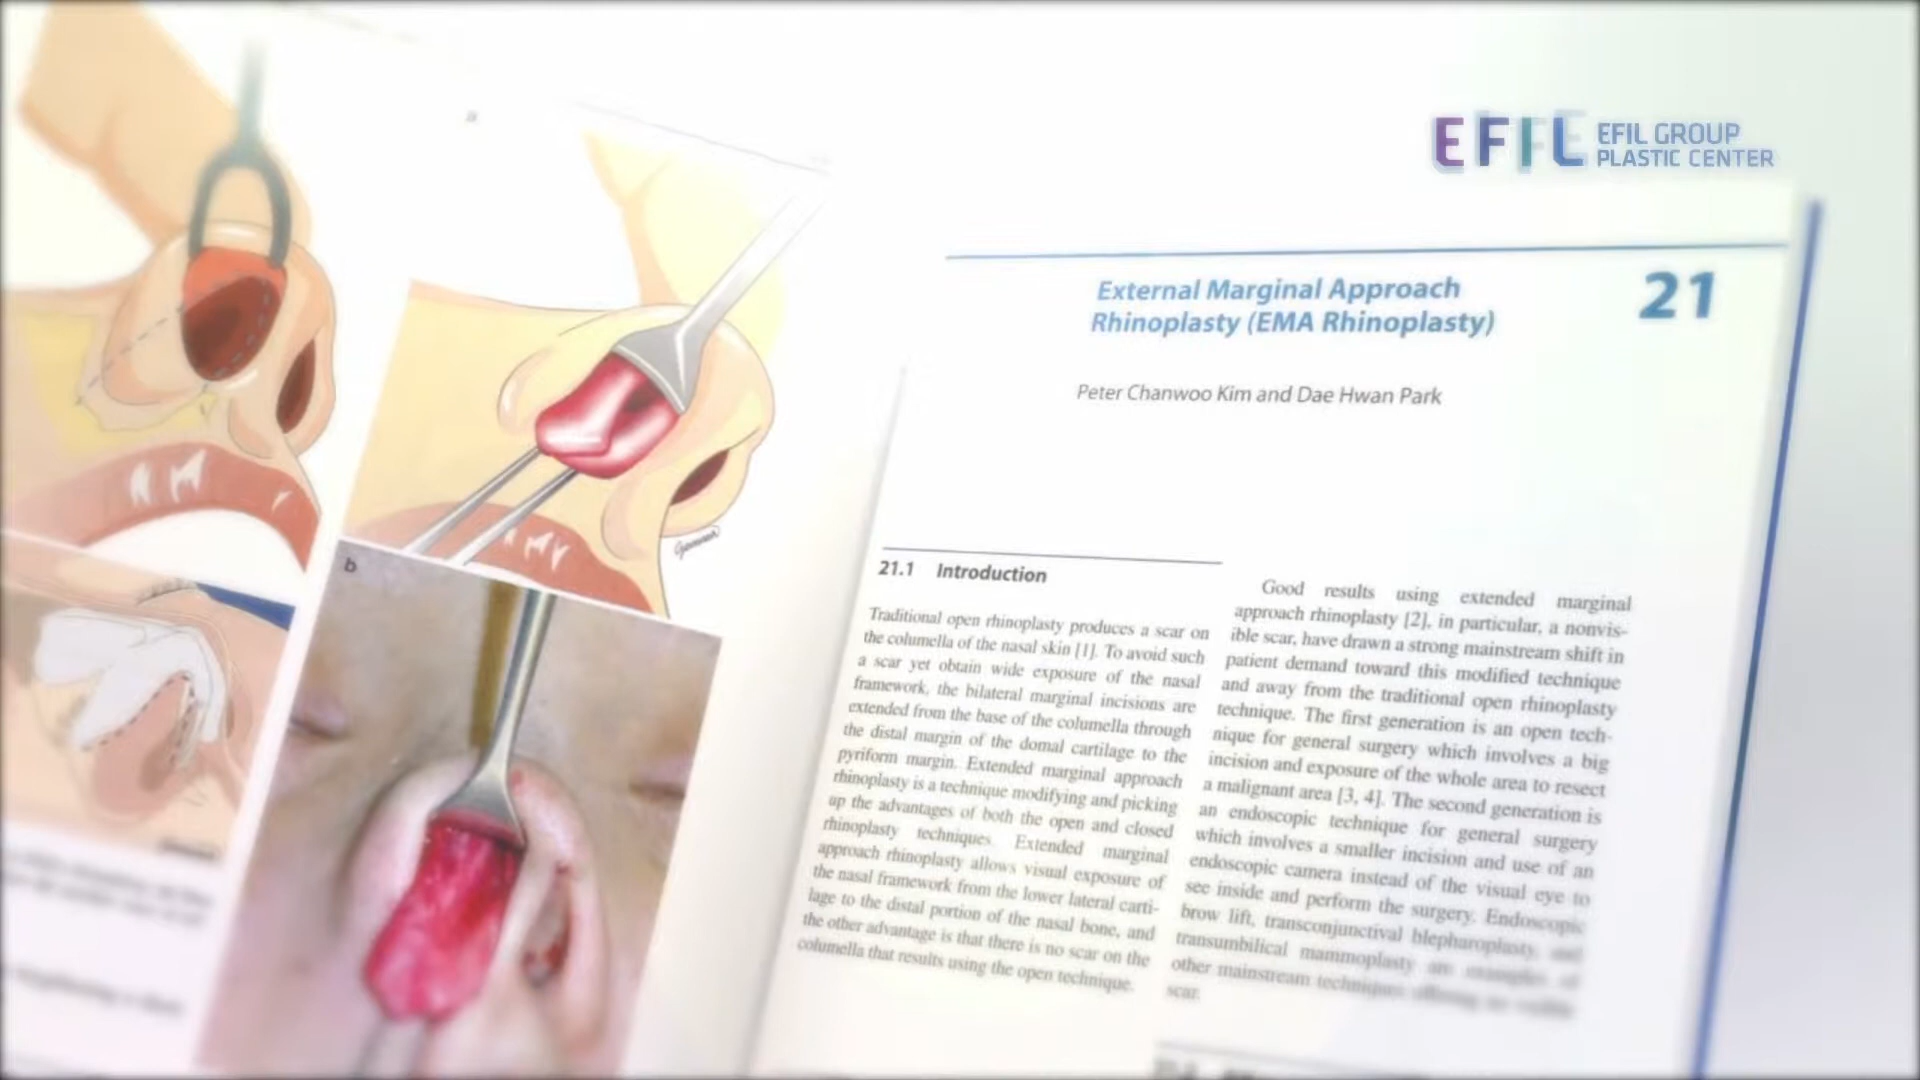 EFIL
EFIL GROUP
PLASTIC CENTER
a
b
External Marginal Approach
Rhinoplasty (EMA Rhinoplasty)
21
Peter Chanwoo Kim and Dae Hwan Park
21.1 Introduction
Traditional open rhinoplasty produces a scar on
the columella of the nasal skin [1]. To avoid such
a scar yet obtain wide exposure of the nasal
framework, the bilateral marginal incisions are
extended from the base of the columella through
the distal margin of the domal cartilage to the
pyriform margin. Extended marginal approach
rhinoplasty is a technique modifying and picking
up the advantages of both the open and closed
rhinoplasty techniques. Extended marginal
approach rhinoplasty allows visual exposure of
the nasal framework from the lower lateral carti-
lage to the distal portion of the nasal bone, and
the other advantage is that there is no scar on the
columella that results using the open technique.
Good results using extended marginal
approach rhinoplasty [2], in particular, a nonvis-
ible scar, have drawn a strong mainstream shift in
patient demand toward this modified technique
and away from the traditional open rhinoplasty
technique. The first generation is an open tech-
nique for general surgery which involves a big
incision and exposure of the whole area to resect
a malignant area [3, 4]. The second generation is
an endoscopic technique for general surgery
which involves a smaller incision and use of an
endoscopic camera instead of the visual eye to
see inside and perform the surgery. Endoscopic
brow lift, transconjunctival blepharoplasty, and
transumbilical mammoplasty are examples of
other mainstream techniques offering no visible
scar.